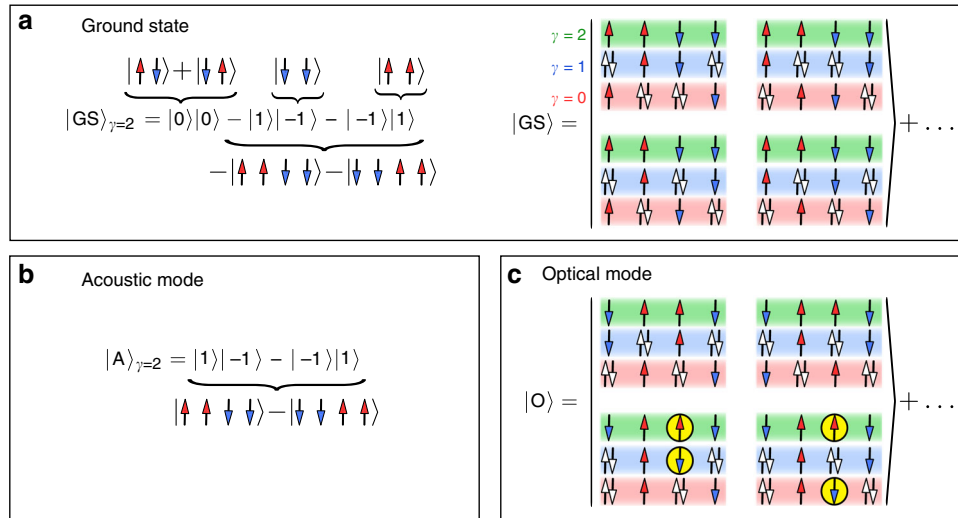 a Ground state
|↑↓⟩+|↓↑⟩ |↓↓⟩ |↑↑⟩
|GS⟩γ=2 = |0⟩|0⟩ −|1⟩|−1⟩ − |−1⟩|1⟩
−|↑↑↓↓⟩−|↓↓↑↑⟩
γ = 2
γ = 1
γ = 0
|GS⟩ = + ...
b Acoustic mode
|A⟩γ=2 = |1⟩|−1⟩ − |−1⟩|1⟩
|↑↑↓↓⟩−|↓↓↑↑⟩
c Optical mode
|O⟩ = + ...